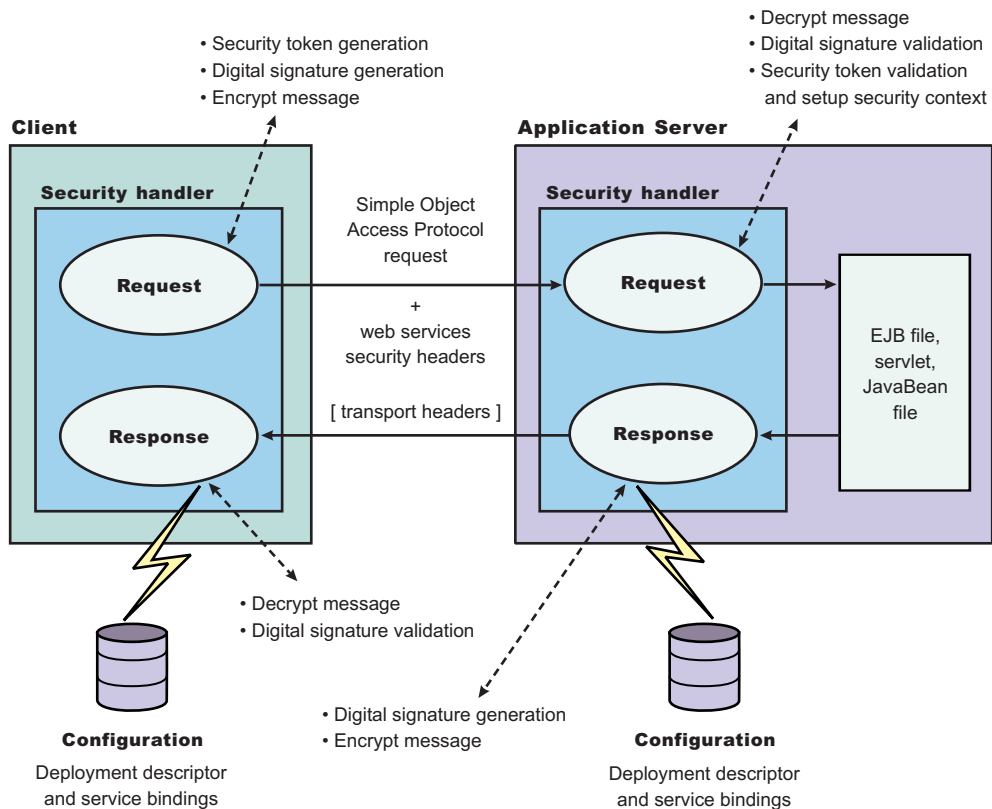 • Security token generation
• Digital signature generation
• Encrypt message
• Decrypt message
• Digital signature validation
• Security token validation
and setup security context
Client
Application Server
Security handler
Security handler
Simple Object
Access Protocol
request
Request
Request
+
web services
security headers
EJB file,
servlet,
JavaBean
file
[ transport headers ]
Response
Response
• Decrypt message
• Digital signature validation
• Digital signature generation
• Encrypt message
Configuration
Deployment descriptor
and service bindings
Configuration
Deployment descriptor
and service bindings